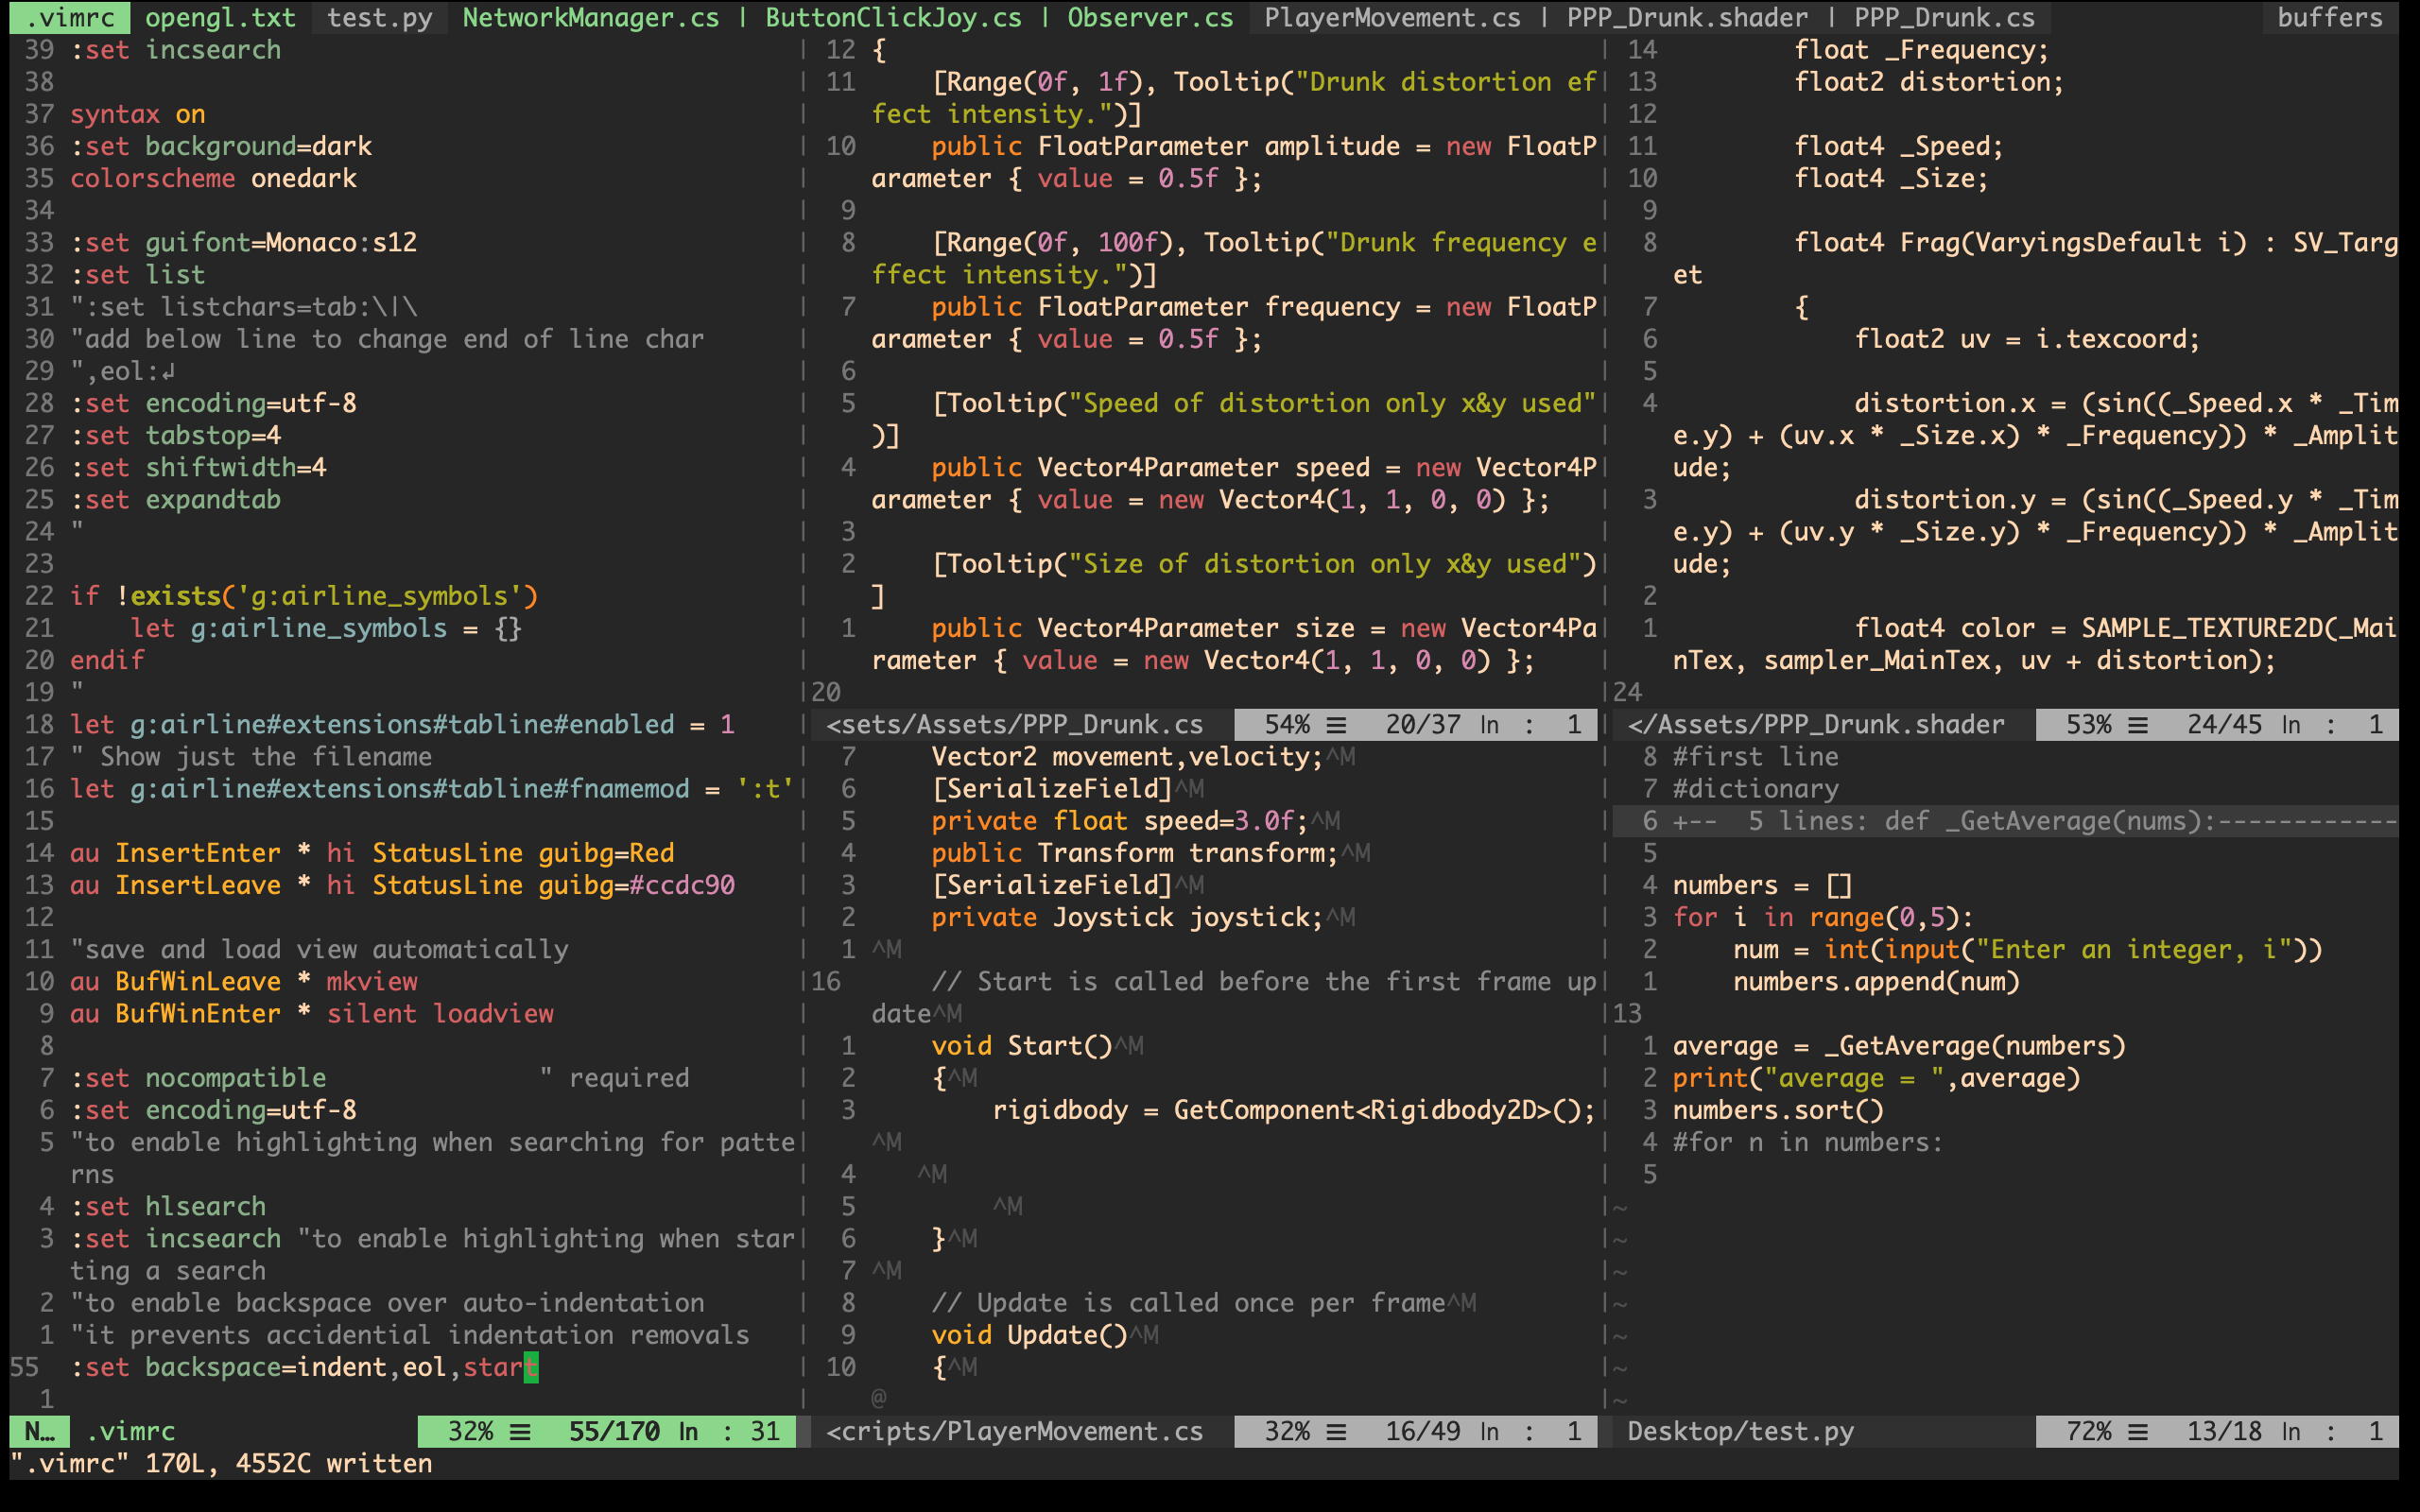 .vimrc opengl.txt test.py NetworkManager.cs | ButtonClickJoy.cs | Observer.cs PlayerMovement.cs | PPP_Drunk.shader | PPP_Drunk.cs buffers
39 :set incsearch
38
37 syntax on
36 :set background=dark
35 colorscheme onedark
34
33 :set guifont=Monaco:s12
32 :set list
31 ":set listchars=tab:\|\
30 "add below line to change end of line char
29 ",eol:↲
28 :set encoding=utf-8
27 :set tabstop=4
26 :set shiftwidth=4
25 :set expandtab
24 "
23
22 if !exists('g:airline_symbols')
21     let g:airline_symbols = {}
20 endif
19 "
18 let g:airline#extensions#tabline#enabled = 1
17 " Show just the filename
16 let g:airline#extensions#tabline#fnamemod = ':t'
15
14 au InsertEnter * hi StatusLine guibg=Red
13 au InsertLeave * hi StatusLine guibg=#ccdc90
12
11 "save and load view automatically
10 au BufWinLeave * mkview
9 au BufWinEnter * silent loadview
8
7 :set nocompatible              " required
6 :set encoding=utf-8
5 "to enable highlighting when searching for patte
rns
4 :set hlsearch
3 :set incsearch "to enable highlighting when star
ting a search
2 "to enable backspace over auto-indentation
1 "it prevents accidential indentation removals
55 :set backspace=indent,eol,start
1
N… .vimrc 32% ☰ 55/170 ln : 31
".vimrc" 170L, 4552C written
12 {
11     [Range(0f, 1f), Tooltip("Drunk distortion ef
fect intensity.")]
10     public FloatParameter amplitude = new FloatP
arameter { value = 0.5f };
9
8     [Range(0f, 100f), Tooltip("Drunk frequency e
ffect intensity.")]
7     public FloatParameter frequency = new FloatP
arameter { value = 0.5f };
6
5     [Tooltip("Speed of distortion only x&y used"
)]
4     public Vector4Parameter speed = new Vector4P
arameter { value = new Vector4(1, 1, 0, 0) };
3
2     [Tooltip("Size of distortion only x&y used")
]
1     public Vector4Parameter size = new Vector4Pa
rameter { value = new Vector4(1, 1, 0, 0) };
20
<sets/Assets/PPP_Drunk.cs 54% ☰ 20/37 ln : 1
7     Vector2 movement,velocity;^M
6     [SerializeField]^M
5     private float speed=3.0f;^M
4     public Transform transform;^M
3     [SerializeField]^M
2     private Joystick joystick;^M
1 ^M
16     // Start is called before the first frame up
date^M
1     void Start()^M
2     {^M
3         rigidbody = GetComponent<Rigidbody2D>();
^M
4    ^M
5         ^M
6     }^M
7 ^M
8     // Update is called once per frame^M
9     void Update()^M
10     {^M
@
<cripts/PlayerMovement.cs 32% ☰ 16/49 ln : 1
14         float _Frequency;
13         float2 distortion;
12
11         float4 _Speed;
10         float4 _Size;
9
8         float4 Frag(VaryingsDefault i) : SV_Targ
et
7         {
6             float2 uv = i.texcoord;
5
4             distortion.x = (sin((_Speed.x * _Tim
e.y) + (uv.x * _Size.x) * _Frequency)) * _Amplit
ude;
3             distortion.y = (sin((_Speed.y * _Tim
e.y) + (uv.y * _Size.y) * _Frequency)) * _Amplit
ude;
2
1             float4 color = SAMPLE_TEXTURE2D(_Mai
nTex, sampler_MainTex, uv + distortion);
24
</Assets/PPP_Drunk.shader 53% ☰ 24/45 ln : 1
8 #first line
7 #dictionary
6 +--  5 lines: def _GetAverage(nums):------------
5
4 numbers = []
3 for i in range(0,5):
2     num = int(input("Enter an integer, i"))
1     numbers.append(num)
13
1 average = _GetAverage(numbers)
2 print("average = ",average)
3 numbers.sort()
4 #for n in numbers:
5
~
~
~
~
~
~
~
Desktop/test.py 72% ☰ 13/18 ln : 1